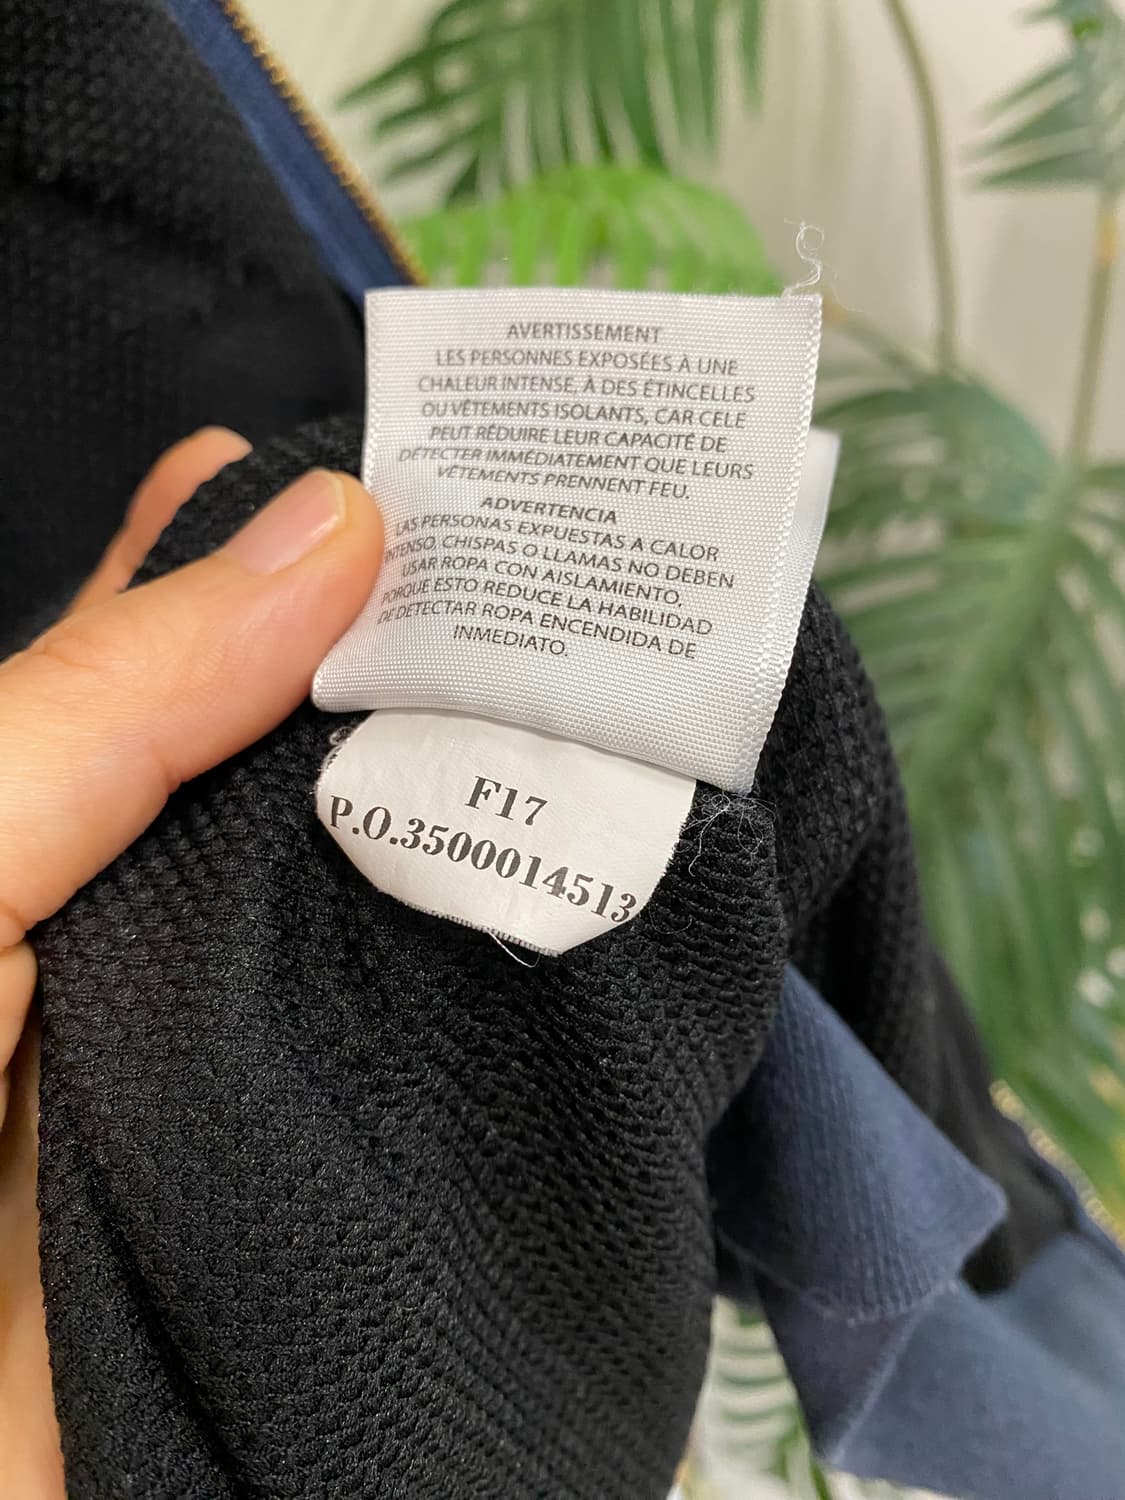 AVERTISSEMENT
LES PERSONNES EXPOSÉES À UNE
CHALEUR INTENSE, À DES ÉTINCELLES
OU VÊTEMENTS ISOLANTS, CAR CELE
PEUT RÉDUIRE LEUR CAPACITÉ DE
DÉTECTER IMMÉDIATEMENT QUE LEURS
VÊTEMENTS PRENNENT FEU.
ADVERTENCIA
LAS PERSONAS EXPUESTAS A CALOR
INTENSO, CHISPAS O LLAMAS NO DEBEN
USAR ROPA CON AISLAMIENTO,
PORQUE ESTO REDUCE LA HABILIDAD
DE DETECTAR ROPA ENCENDIDA DE
INMEDIATO.
F17
P.O.3500014513